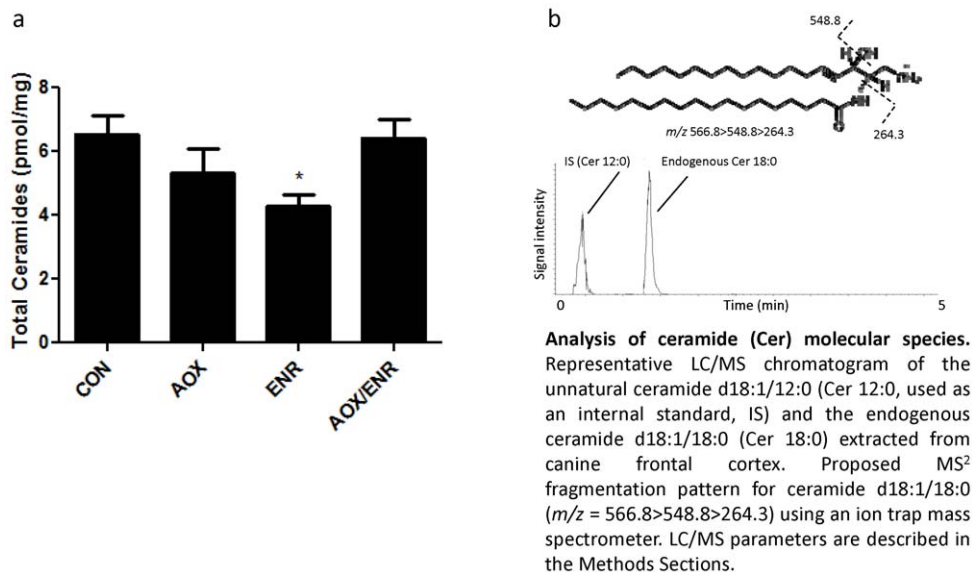 a
Total Ceramides (pmol/mg)
8
6
4
2
0
*
CON
AOX
ENR
AOX/ENR
b
548.8
H OH
NH
H
NH
O
264.3
m/z 566.8>548.8>264.3
IS (Cer 12:0)
Endogenous Cer 18:0
Signal intensity
0
Time (min)
5
Analysis of ceramide (Cer) molecular species.
Representative LC/MS chromatogram of the
unnatural ceramide d18:1/12:0 (Cer 12:0, used as
an internal standard, IS) and the endogenous
ceramide d18:1/18:0 (Cer 18:0) extracted from
canine frontal cortex. Proposed MS²
fragmentation pattern for ceramide d18:1/18:0
(m/z = 566.8>548.8>264.3) using an ion trap mass
spectrometer. LC/MS parameters are described in
the Methods Sections.